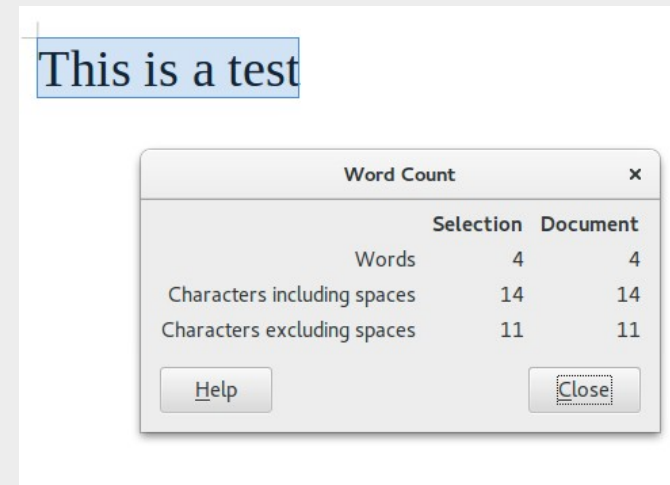 This is a test
Word Count ×
Selection Document
Words 4 4
Characters including spaces 14 14
Characters excluding spaces 11 11
Help Close